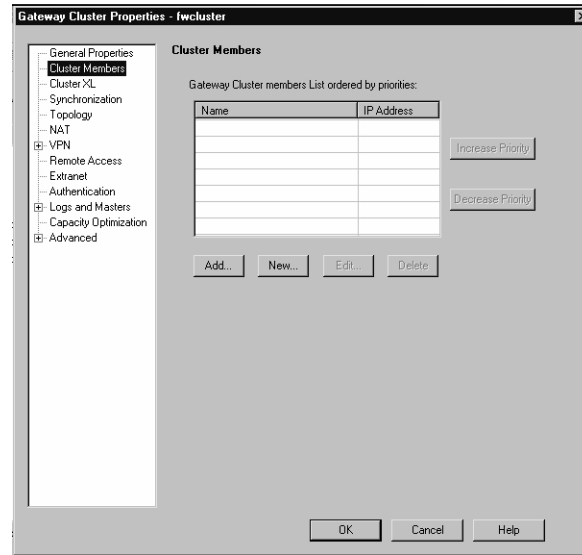 Gateway Cluster Properties - fwcluster
General Properties
Cluster Members
Cluster XL
Synchronization
Topology
NAT
VPN
Remote Access
Extranet
Authentication
Logs and Masters
Capacity Optimization
Advanced
Cluster Members
Gateway Cluster members List ordered by priorities:
Name IP Address
Increase Priority
Decrease Priority
Add... New... Edit... Delete
OK Cancel Help